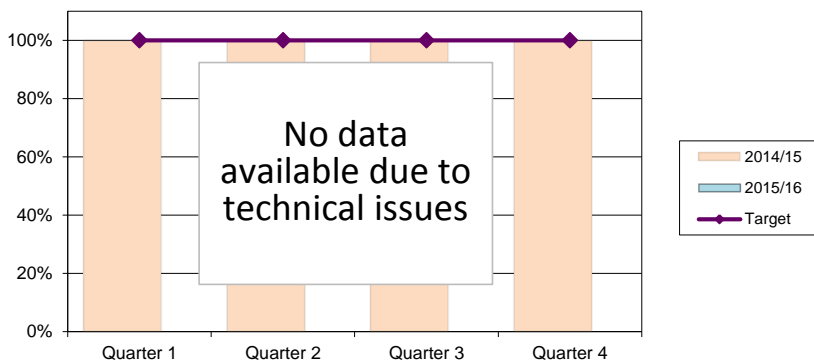 100%
80%
60%
40%
20%
0%
No data
available due to
technical issues
Quarter 1 Quarter 2 Quarter 3 Quarter 4
2014/15
2015/16
Target